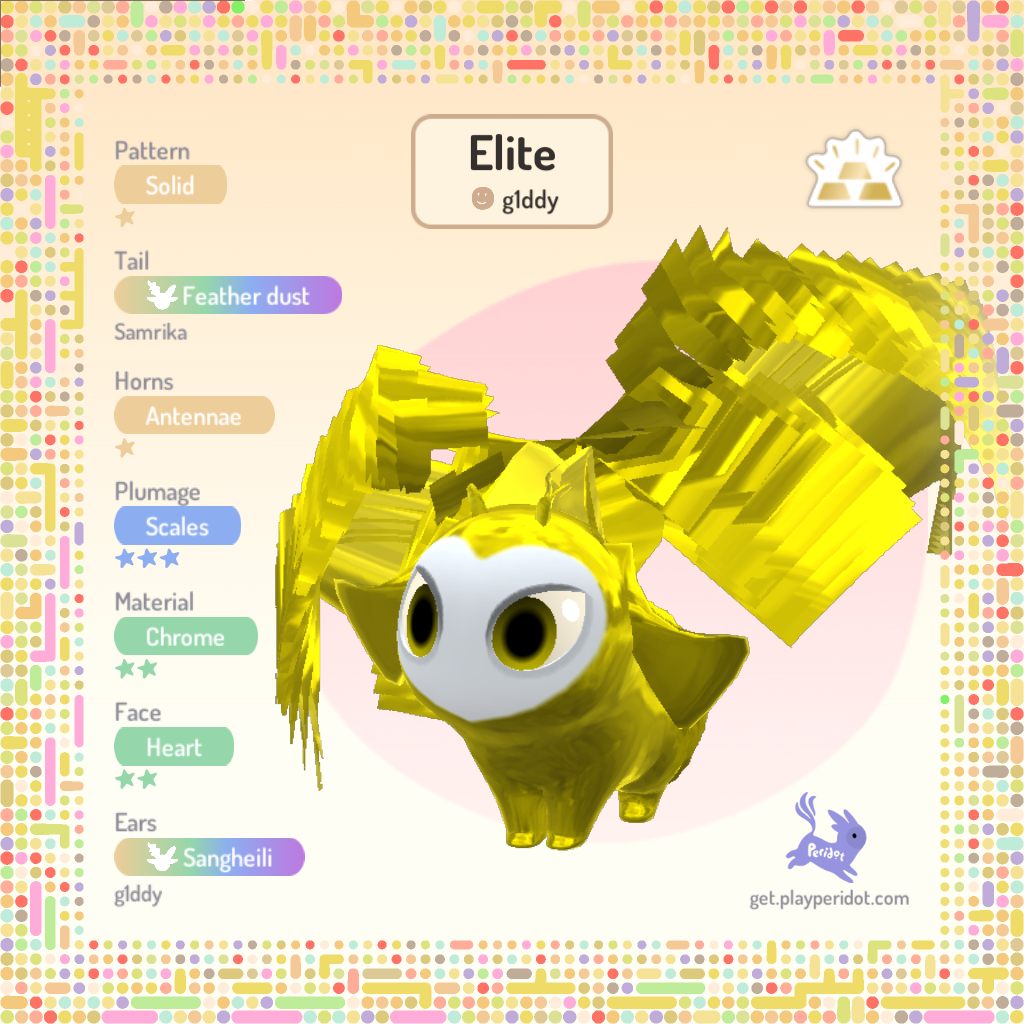 Elite
g1ddy
Pattern
Solid
Tail
Feather dust
Samrika
Horns
Antennae
Plumage
Scales
Material
Chrome
Face
Heart
Ears
Sangheili
g1ddy
Peridot
get.playperidot.com